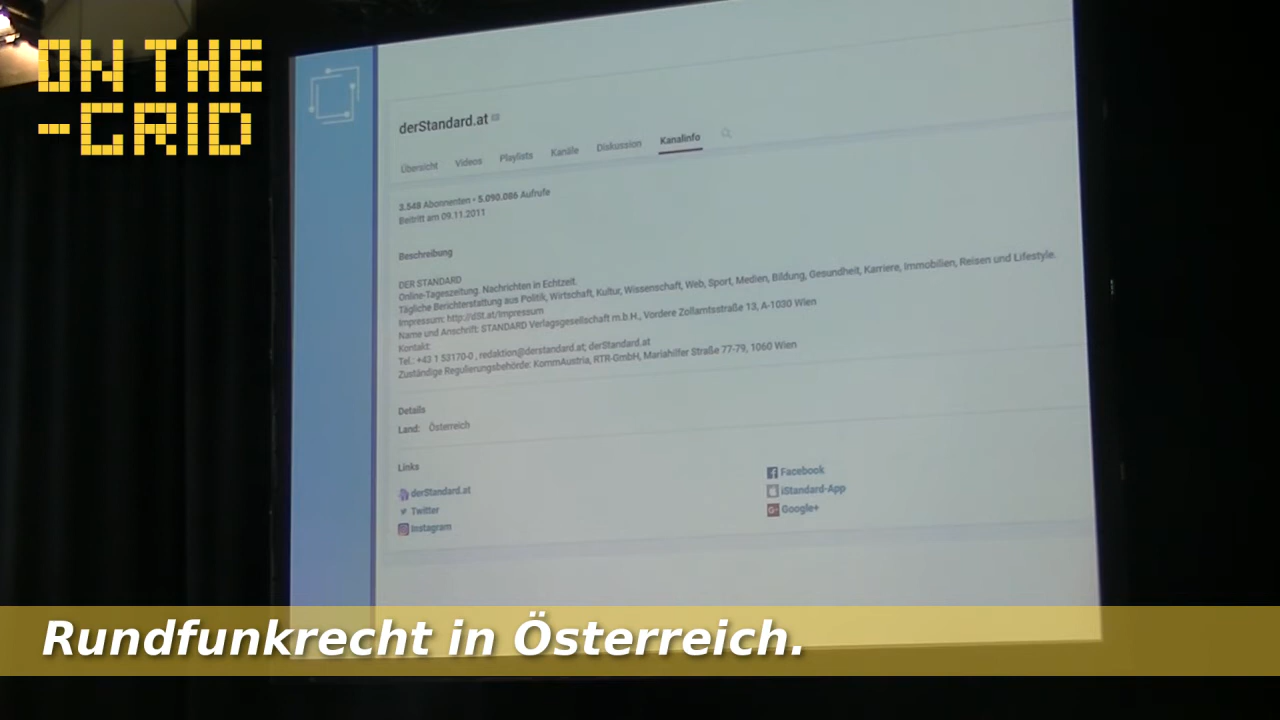 ON THE
-GRID
derStandard.at
Übersicht Videos Playlists Kanäle Diskussion Kanalinfo
3.548 Abonnenten • 5.090.086 Aufrufe
Beitritt am 09.11.2011
Beschreibung
DER STANDARD
Online-Tageszeitung. Nachrichten in Echtzeit.
Tägliche Berichterstattung aus Politik, Wirtschaft, Kultur, Wissenschaft, Web, Sport, Medien, Bildung, Gesundheit, Karriere, Immobilien, Reisen und Lifestyle.
Impressum: http://dSt.at/Impressum
Name und Anschrift: STANDARD Verlagsgesellschaft m.b.H., Vordere Zollamtsstraße 13, A-1030 Wien
Kontakt:
Tel.: +43 1 53170-0 , redaktion@derstandard.at; derStandard.at
Zuständige Regulierungsbehörde: KommAustria, RTR-GmbH, Mariahilfer Straße 77-79, 1060 Wien
Details
Land: Österreich
Links
derStandard.at Facebook
Twitter iStandard-App
Instagram Google+
Rundfunkrecht in Österreich.